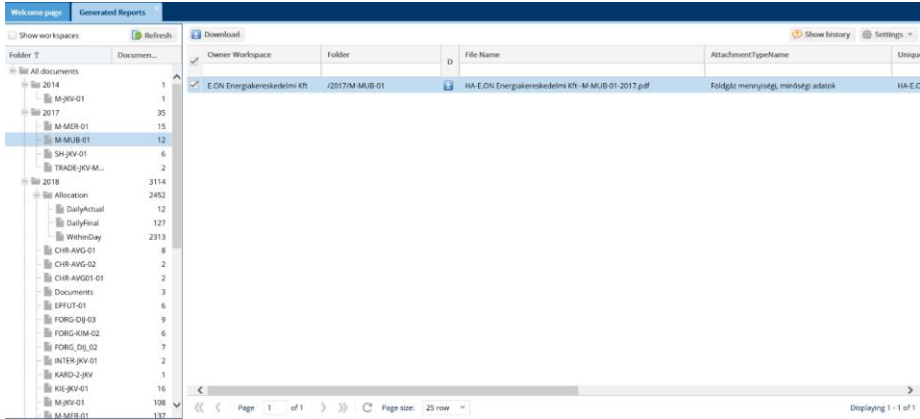 Welcome page Generated Reports
Show workspaces Refresh Download Show history Settings
Folder Documen... Owner Workspace Folder D File Name AttachmentTypeName Unique
All documents
2014 1 E.ON Energiakereskedelmi Kft /2017/M-MUB-01 HA-E.ON Energiakereskedelmi Kft--M-MUB-01-2017.pdf Földgáz mennyiségi, minőségi adatok HA-E.O
M-JKV-01 1
2017 35
M-MER-01 15
M-MUB-01 12
SH-JKV-01 6
TRADE-JKV-M... 2
2018 3114
Allocation 2452
DailyActual 12
DailyFinal 127
WithinDay 2313
CHR-AVG-01 8
CHR-AVG-02 2
CHR-AVG01-01 2
Documents 3
EPFUT-01 6
FORG-DIJ-03 9
FORG-KIM-02 6
FORG_DIJ_02 7
INTER-JKV-01 2
KARD-2-JKV 1
KIE-JKV-01 16
M-JKV-01 108
M-MER-01 137
Page 1 of 1 Page size: 25 row Displaying 1 - 1 of 1